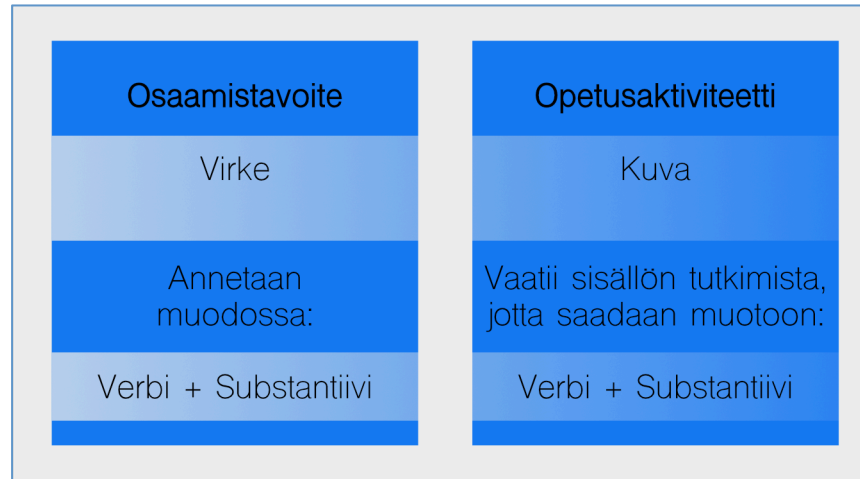 Osaamistavoite
Virke
Annetaan
muodossa:
Verbi + Substantiivi
Opetusaktiviteetti
Kuva
Vaatii sisällön tutkimista,
jotta saadaan muotoon:
Verbi + Substantiivi